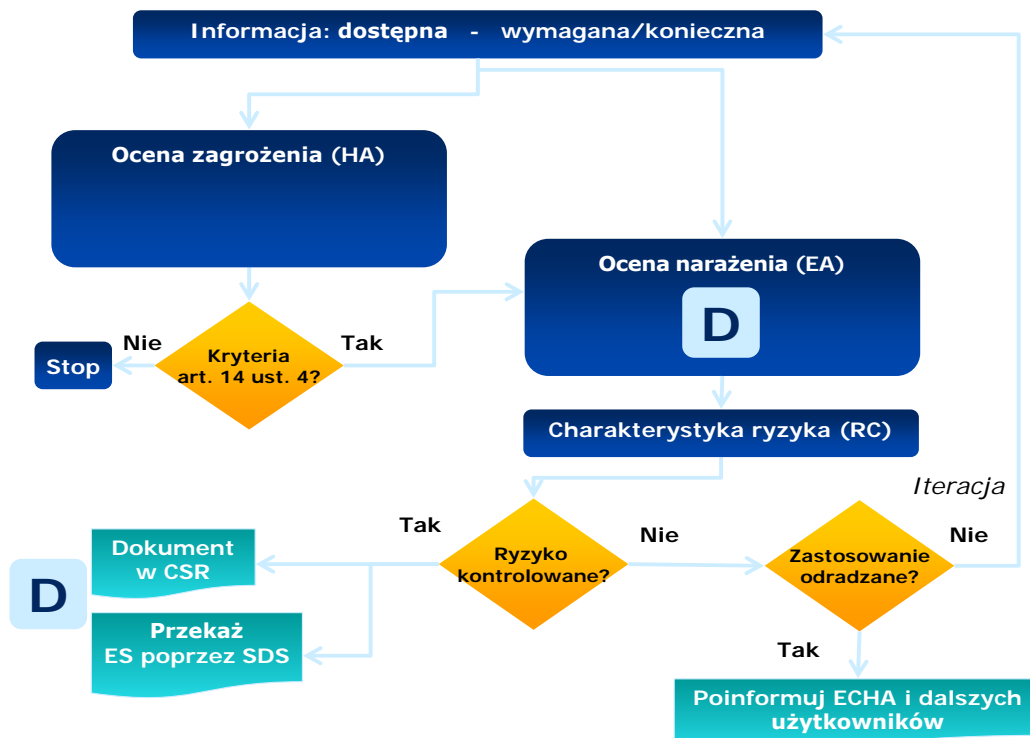 Informacja: dostępna - wymagana/konieczna
Ocena zagrożenia (HA)
Ocena narażenia (EA)
D
Nie
Tak
Stop
Kryteria
art. 14 ust. 4?
Charakterystyka ryzyka (RC)
Iteracja
Tak
Nie
Nie
Ryzyko
kontrolowane?
Zastosowanie
odradzane?
Dokument
w CSR
D
Przekaż
ES poprzez SDS
Tak
Poinformuj ECHA i dalszych
użytkowników